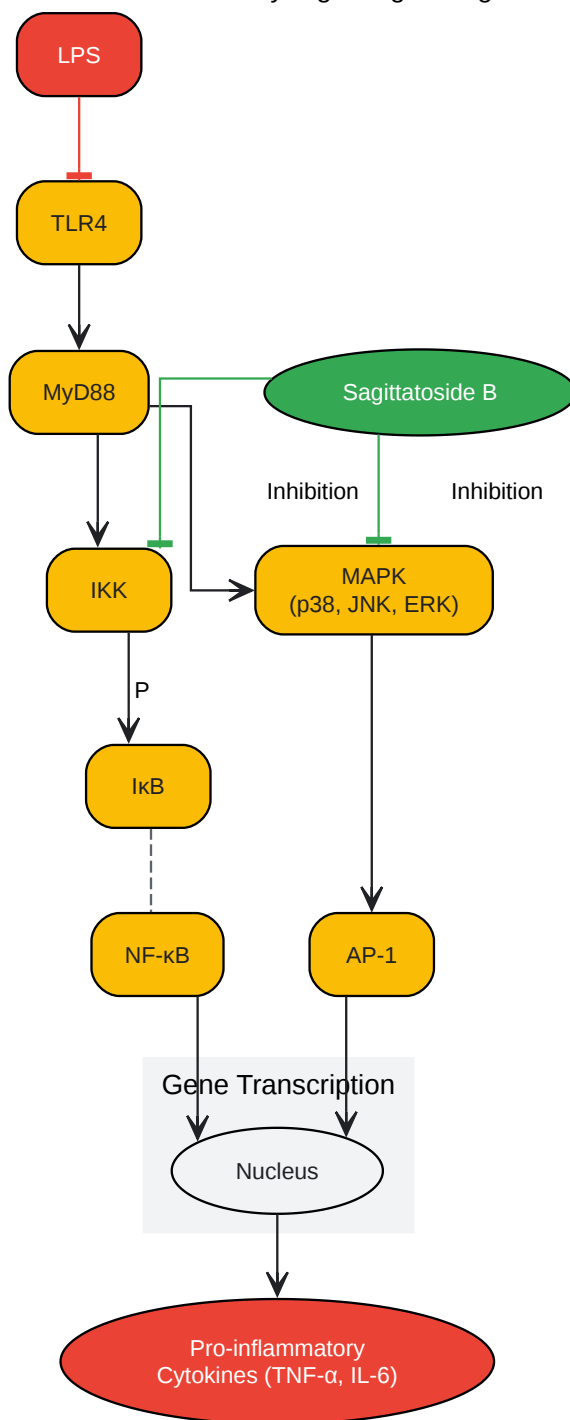 LPS
TLR4
MyD88
Sagittatoside B
Inhibition
Inhibition
IKK
MAPK
(p38, JNK, ERK)
P
IκB
NF-κB
AP-1
Gene Transcription
Nucleus
Pro-inflammatory
Cytokines (TNF-α, IL-6)